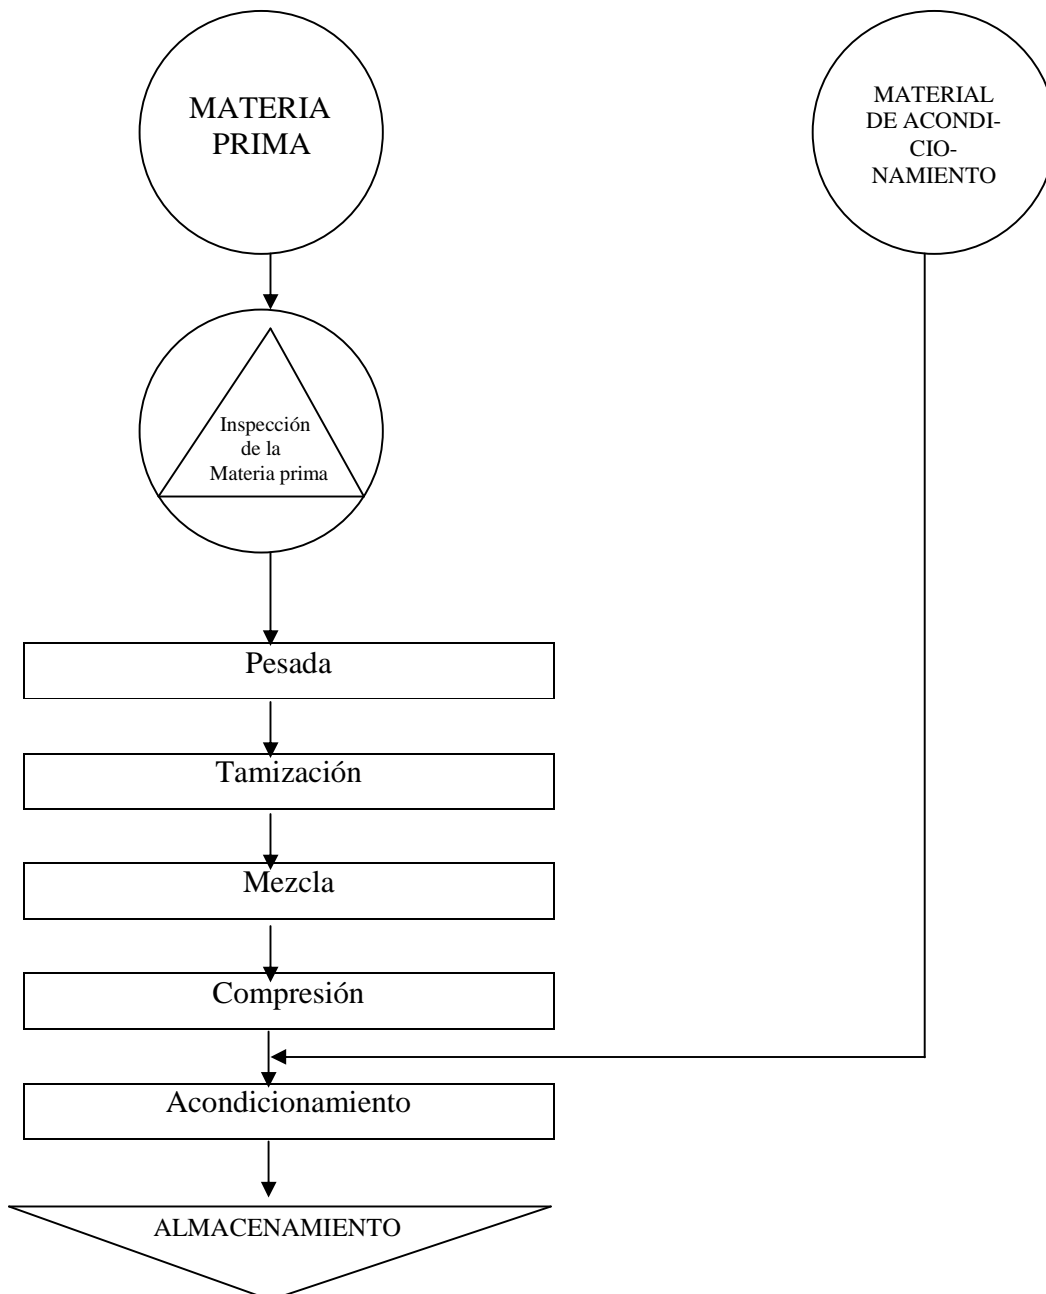 MATERIA
PRIMA
MATERIAL
DE ACONDI-
CIO-
NAMIENTO
Inspección
de la
Materia prima
Pesada
Tamización
Mezcla
Compresión
Acondicionamiento
ALMACENAMIENTO